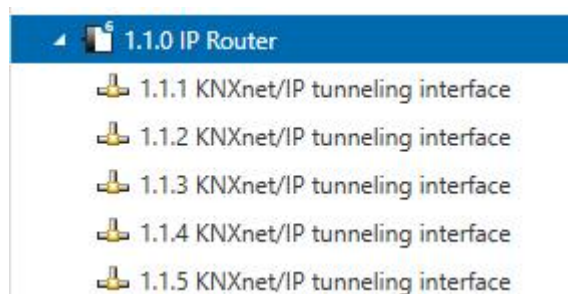 6
1.1.0 IP Router
1.1.1 KNXnet/IP tunneling interface
1.1.2 KNXnet/IP tunneling interface
1.1.3 KNXnet/IP tunneling interface
1.1.4 KNXnet/IP tunneling interface
1.1.5 KNXnet/IP tunneling interface